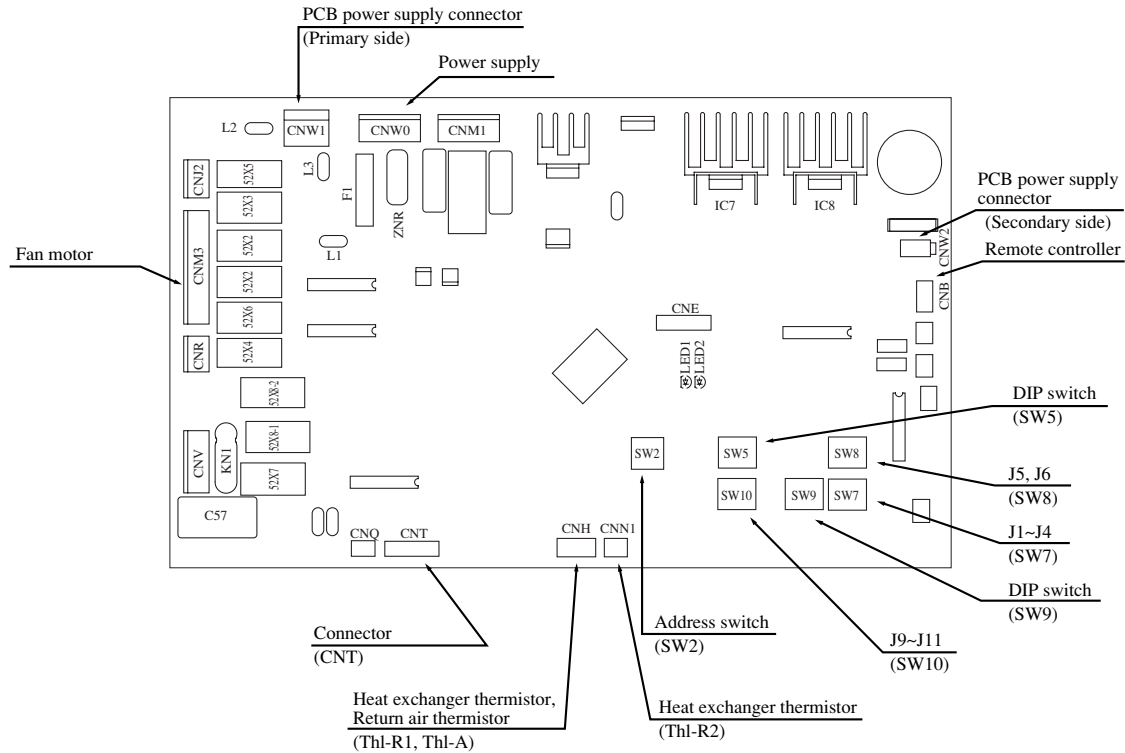 PCB power supply connector
(Primary side)
Power supply
L2
CNW1
CNW0
CNM1
CNJ2
52X5
L3
F1
ZNR
IC7
IC8
PCB power supply
connector
(Secondary side)
CNW2
Remote controller
52X3
Fan motor
CNM3
52X2
L1
52X2
CNB
52X6
CNE
CNR
52X4
LED1
LED2
52X8-2
DIP switch
(SW5)
CNV
KN1
52X8-1
SW2
SW5
SW8
J5, J6
(SW8)
52X7
SW10
SW9
SW7
C57
J1~J4
(SW7)
CNQ
CNT
CNH
CNN1
DIP switch
(SW9)
Connector
(CNT)
Address switch
(SW2)
J9~J11
(SW10)
Heat exchanger thermistor,
Return air thermistor
(Thl-R1, Thl-A)
Heat exchanger thermistor
(Thl-R2)